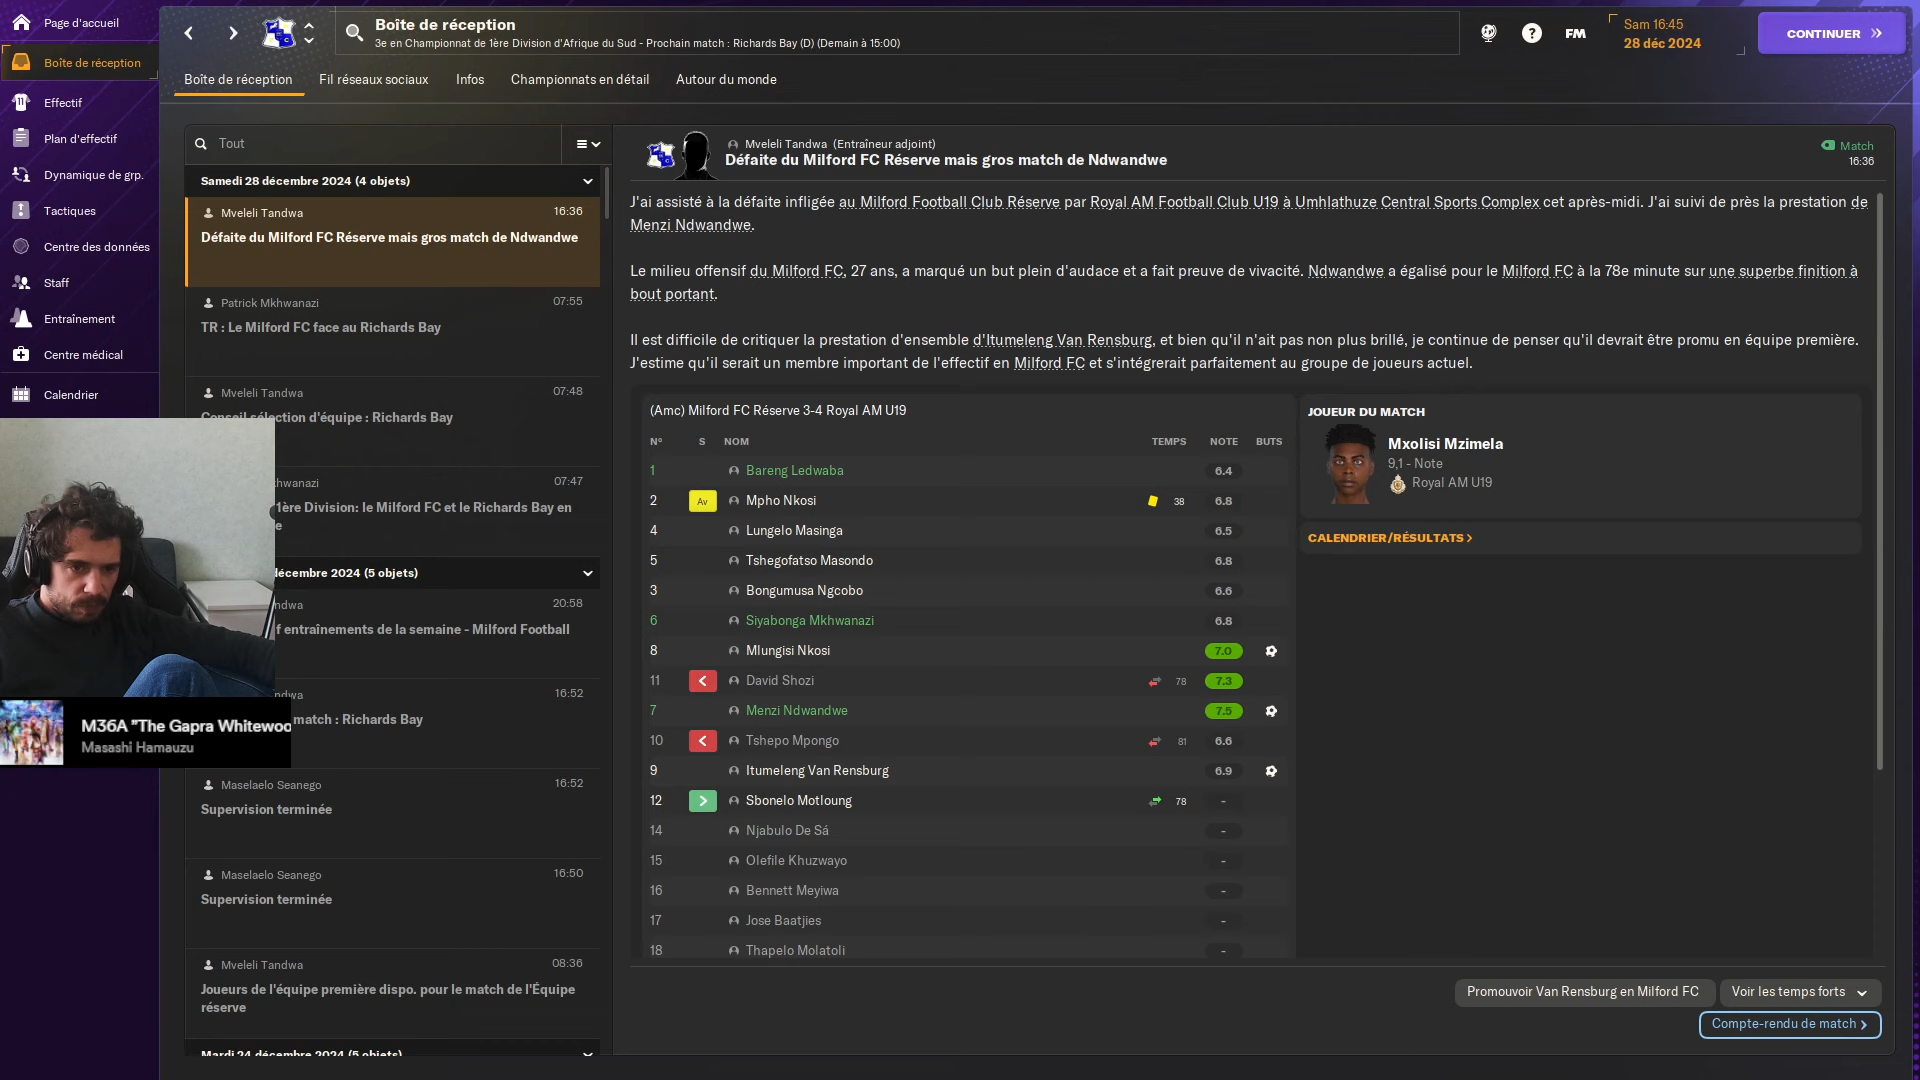 Page d'accueil
Boîte de réception
Effectif
Plan d'effectif
Dynamique de grp.
Tactiques
Centre des données
Staff
Entraînement
Centre médical
Calendrier
Boîte de réception
3e en Championnat de 1ère Division d'Afrique du Sud - Prochain match : Richards Bay (D) (Demain à 15:00)
FM
Sam 16:45
28 déc 2024
CONTINUER
Boîte de réception
Fil réseaux sociaux
Infos
Championnats en détail
Autour du monde
Tout
Samedi 28 décembre 2024 (4 objets)
Mveleli Tandwa 16:36
Défaite du Milford FC Réserve mais gros match de Ndwandwe
Patrick Mkhwanazi 07:55
TR : Le Milford FC face au Richards Bay
Mveleli Tandwa 07:48
Conseil sélection d'équipe : Richards Bay
hwanazi 07:47
1ère Division: le Milford FC et le Richards Bay en
e
décembre 2024 (5 objets)
ndwa 20:58
f entraînements de la semaine - Milford Football
ndwa 16:52
match : Richards Bay
Maselaelo Seanego 16:52
Supervision terminée
Maselaelo Seanego 16:50
Supervision terminée
Mveleli Tandwa 08:36
Joueurs de l'équipe première dispo. pour le match de l'Équipe
réserve
Mardi 24 décembre 2024 (5 objets)
M36A "The Gapra Whitewoo
Masashi Hamauzu
Mveleli Tandwa (Entraîneur adjoint)
Défaite du Milford FC Réserve mais gros match de Ndwandwe
Match
16:36
J'ai assisté à la défaite infligée au Milford Football Club Réserve par Royal AM Football Club U19 à Umhlathuze Central Sports Complex cet après-midi. J'ai suivi de près la prestation de
Menzi Ndwandwe.
Le milieu offensif du Milford FC, 27 ans, a marqué un but plein d'audace et a fait preuve de vivacité. Ndwandwe a égalisé pour le Milford FC à la 78e minute sur une superbe finition à
bout portant.
Il est difficile de critiquer la prestation d'ensemble d'Itumeleng Van Rensburg, et bien qu'il n'ait pas non plus brillé, je continue de penser qu'il devrait être promu en équipe première.
J'estime qu'il serait un membre important de l'effectif en Milford FC et s'intégrerait parfaitement au groupe de joueurs actuel.
(Amc) Milford FC Réserve 3-4 Royal AM U19
N° S NOM TEMPS NOTE BUTS
1 Bareng Ledwaba 6.4
2 Av Mpho Nkosi 38 6.8
4 Lungelo Masinga 6.5
5 Tshegofatso Masondo 6.8
3 Bongumusa Ngcobo 6.6
6 Siyabonga Mkhwanazi 6.8
8 Mlungisi Nkosi 7.0
11 David Shozi 78 7.3
7 Menzi Ndwandwe 7.5
10 Tshepo Mpongo 81 6.6
9 Itumeleng Van Rensburg 6.9
12 Sbonelo Motloung 78 -
14 Njabulo De Sá -
15 Olefile Khuzwayo -
16 Bennett Meyiwa -
17 Jose Baatjies -
18 Thapelo Molatoli -
JOUEUR DU MATCH
Mxolisi Mzimela
9,1 - Note
Royal AM U19
CALENDRIER/RÉSULTATS
Promouvoir Van Rensburg en Milford FC
Voir les temps forts
Compte-rendu de match